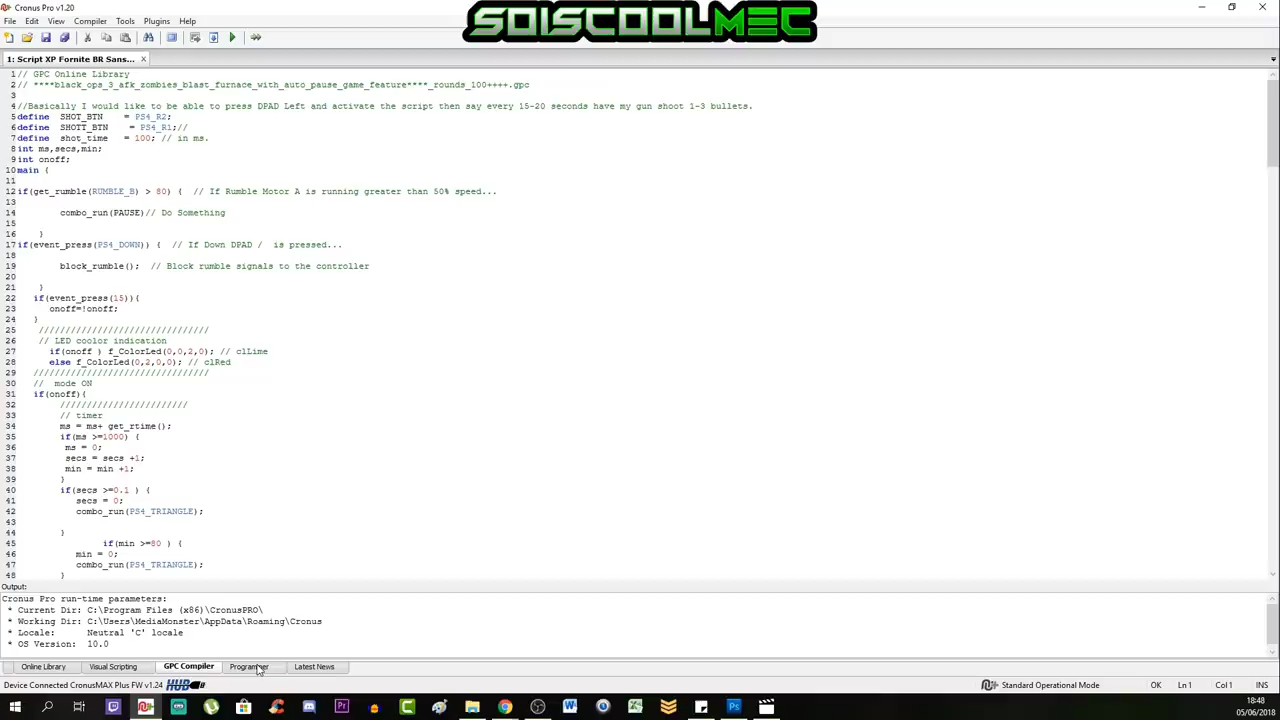 Cronus Pro v1.20
SOISCOOLMEC
File Edit View Compiler Tools Plugins Help
1: Script XP Fornite BR Sans...
1 // GPC Online Library
2 // ****black_ops_3_afk_zombies_blast_furnace_with_auto_pause_game_feature****_rounds_100++++.gpc
3
4 //Basically I would like to be able to press DPAD Left and activate the script then say every 15-20 seconds have my gun shoot 1-3 bullets.
5 define SHOT_BTN = PS4_R2;
6 define SHOTT_BTN = PS4_R1;//
7 define shot_time = 100; // in ms.
8 int ms,secs,min;
9 int onoff;
10 main {
11
12 if(get_rumble(RUMBLE_B) > 80) { // If Rumble Motor A is running greater than 50% speed...
13
14 combo_run(PAUSE)// Do Something
15
16 }
17 if(event_press(PS4_DOWN)) { // If Down DPAD / is pressed...
18
19 block_rumble(); // Block rumble signals to the controller
20
21 }
22 if(event_press(15)){
23 onoff=!onoff;
24 }
25 ////////////////////////////////
26 // LED coolor indication
27 if(onoff ) f_ColorLed(0,0,2,0); // clLime
28 else f_ColorLed(0,2,0,0); // clRed
29 /////////////////////////////////
30 // mode ON
31 if(onoff){
32 ////////////////////////
33 // timer
34 ms = ms+ get_rtime();
35 if(ms >=1000) {
36 ms = 0;
37 secs = secs +1;
38 min = min +1;
39 }
40 if(secs >=0.1 ) {
41 secs = 0;
42 combo_run(PS4_TRIANGLE);
43
44 }
45 if(min >=80 ) {
46 min = 0;
47 combo_run(PS4_TRIANGLE);
48 }
Output:
Cronus Pro run-time parameters:
* Current Dir: C:\Program Files (x86)\CronusPRO\
* Working Dir: C:\Users\MediaMonster\AppData\Roaming\Cronus
* Locale: Neutral 'C' locale
* OS Version: 10.0
Online Library Visual Scripting GPC Compiler Programmer Latest News
Device Connected CronusMAX Plus FW v1.24 HUB Standard Operational Mode OK Ln1 Col1 INS
18:48
05/06/2018